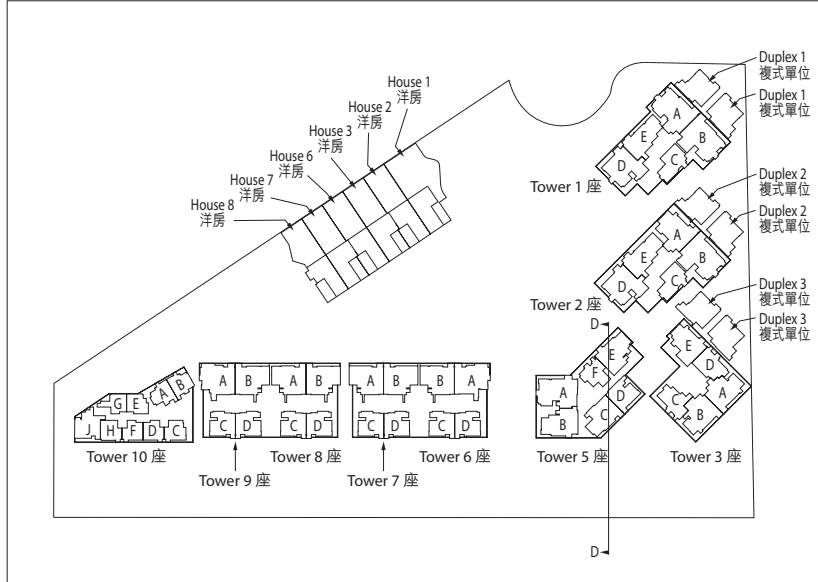 House 1
洋房
House 2
洋房
House 3
洋房
House 6
洋房
House 7
洋房
House 8
洋房
Duplex 1
複式單位
Duplex 1
複式單位
A
E
B
D
C
Tower 1 座
Duplex 2
複式單位
Duplex 2
複式單位
A
E
B
D
C
Tower 2 座
Duplex 3
複式單位
Duplex 3
複式單位
D
E
D
A
C
B
Tower 3 座
E
F
A
D
C
B
Tower 5 座
A
B
A
B
C
D
C
D
Tower 9 座
Tower 8 座
A
B
B
A
C
D
C
D
Tower 7 座
Tower 6 座
A
B
G
E
J
H
F
D
C
Tower 10 座
D